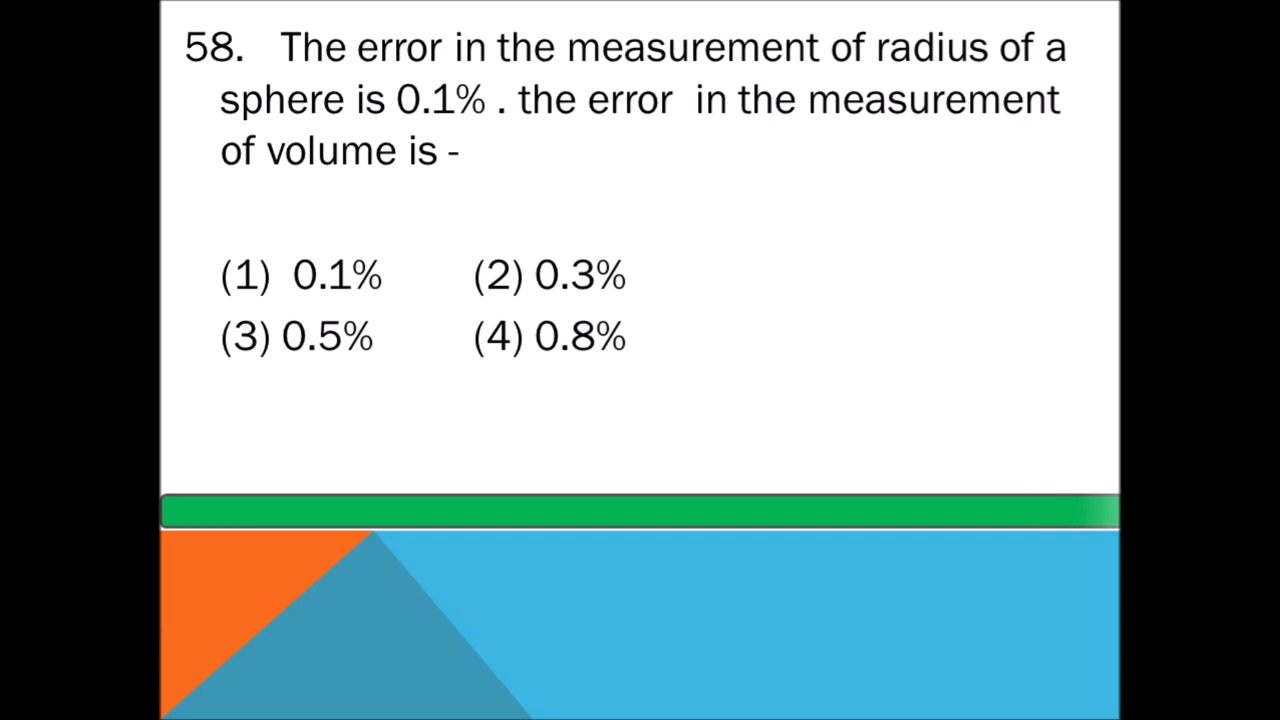 58. The error in the measurement of radius of a
sphere is 0.1% . the error in the measurement
of volume is -
(1) 0.1% (2) 0.3%
(3) 0.5% (4) 0.8%